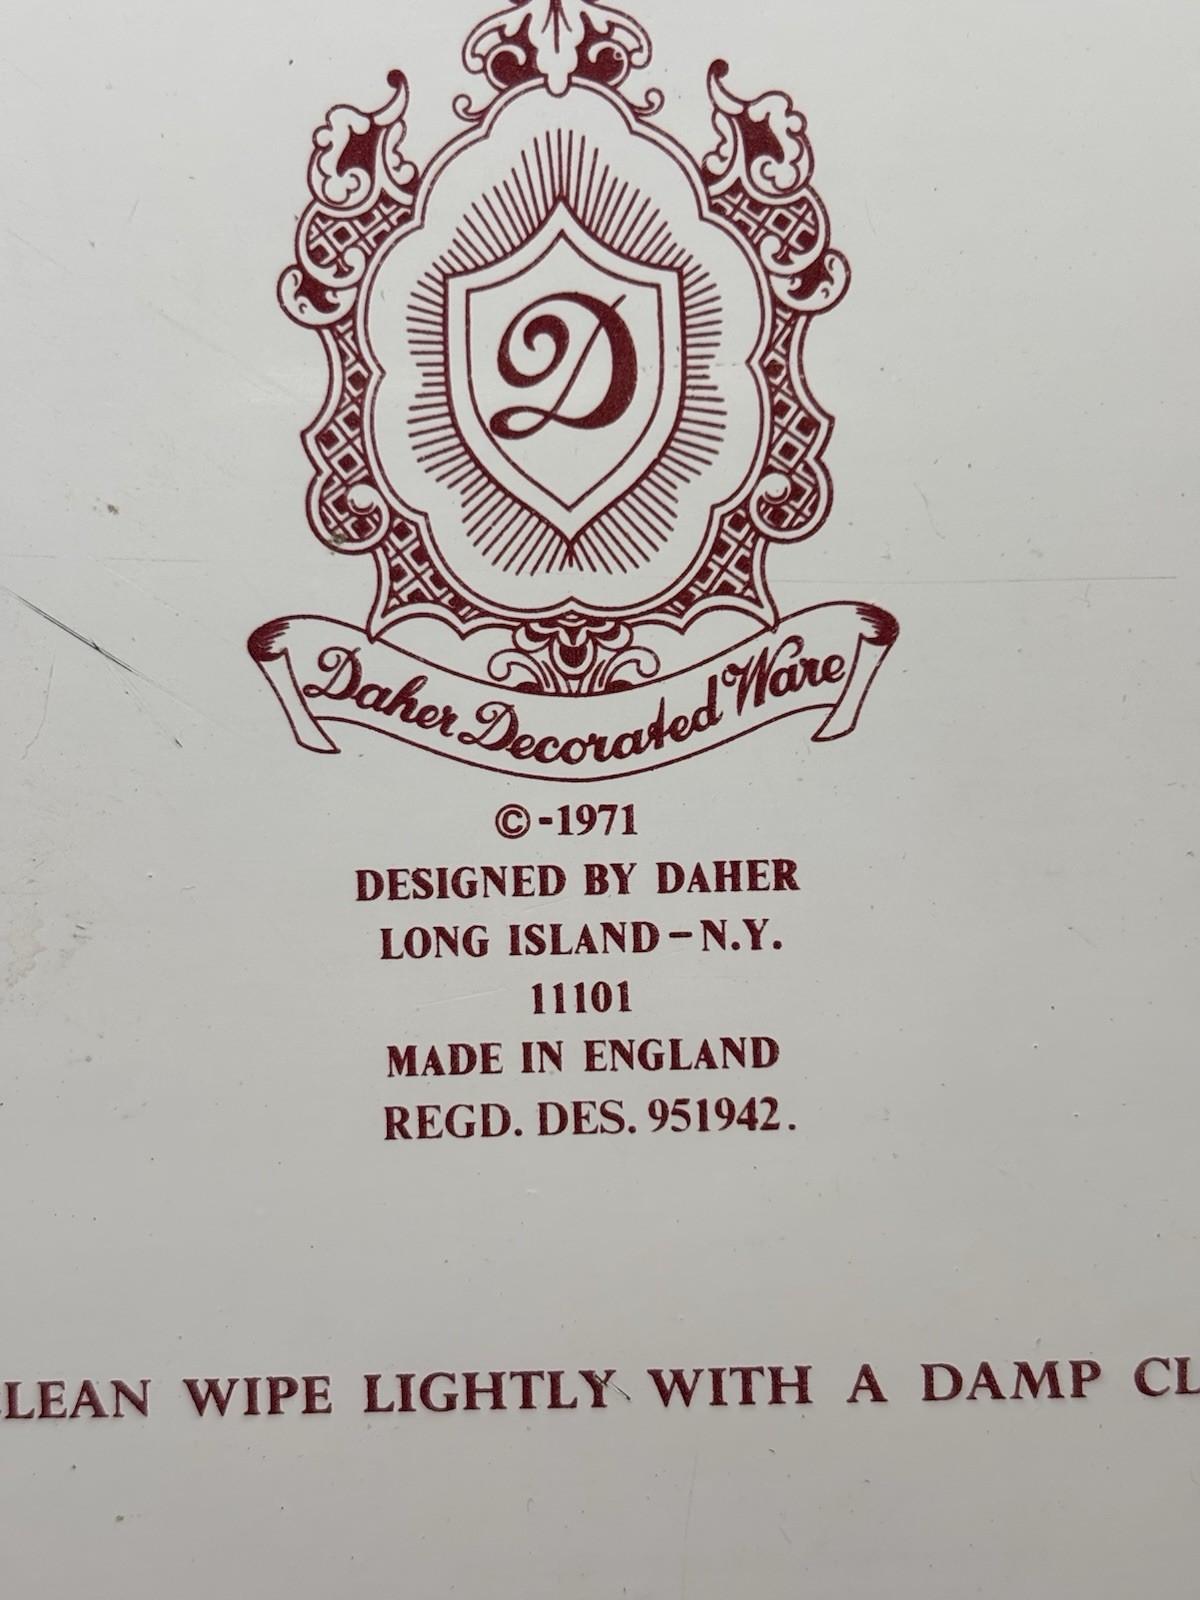 D
Daher Decorated Ware
©-1971
DESIGNED BY DAHER
LONG ISLAND-N.Y.
11101
MADE IN ENGLAND
REGD. DES. 951942.
WIPE LIGHTLY WITH A DAMP